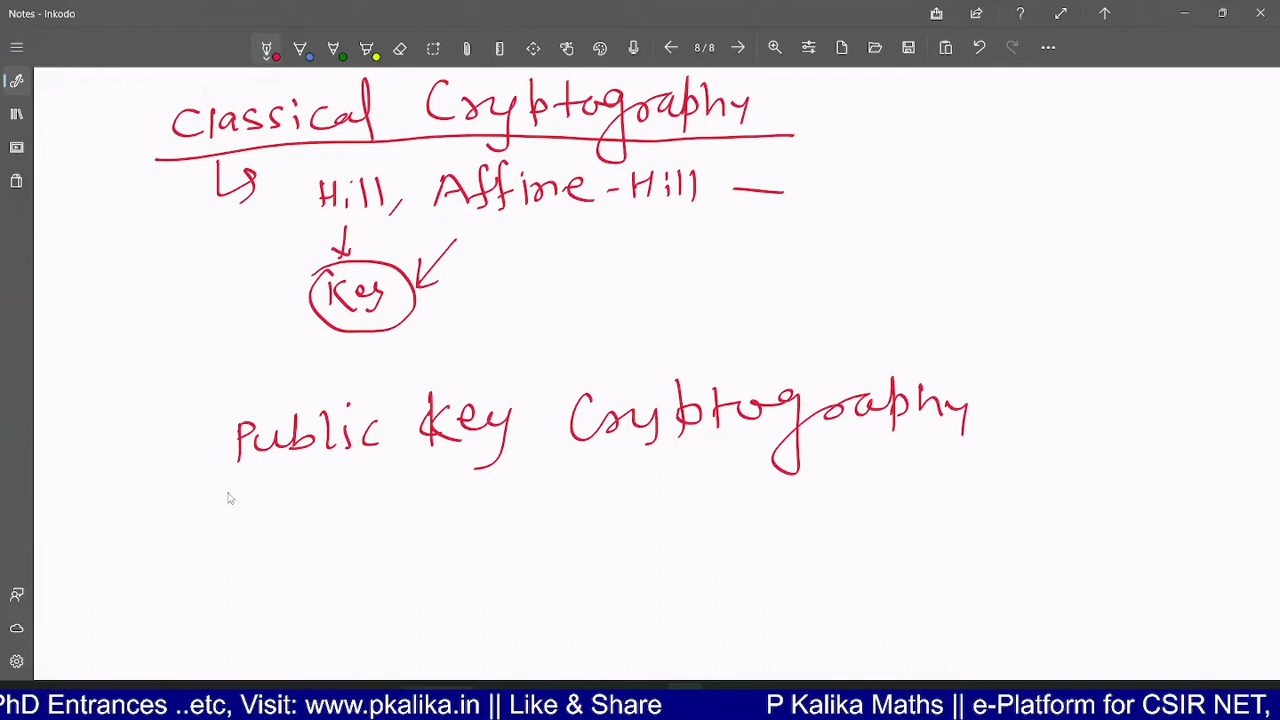 Notes - Inkodo
8/8
Classical Cryptography
Hill, Affine-Hill —
Key
Public Key Cryptography
PhD Entrances ..etc, Visit: www.pkalika.in || Like & Share P Kalika Maths || e-Platform for CSIR NET,